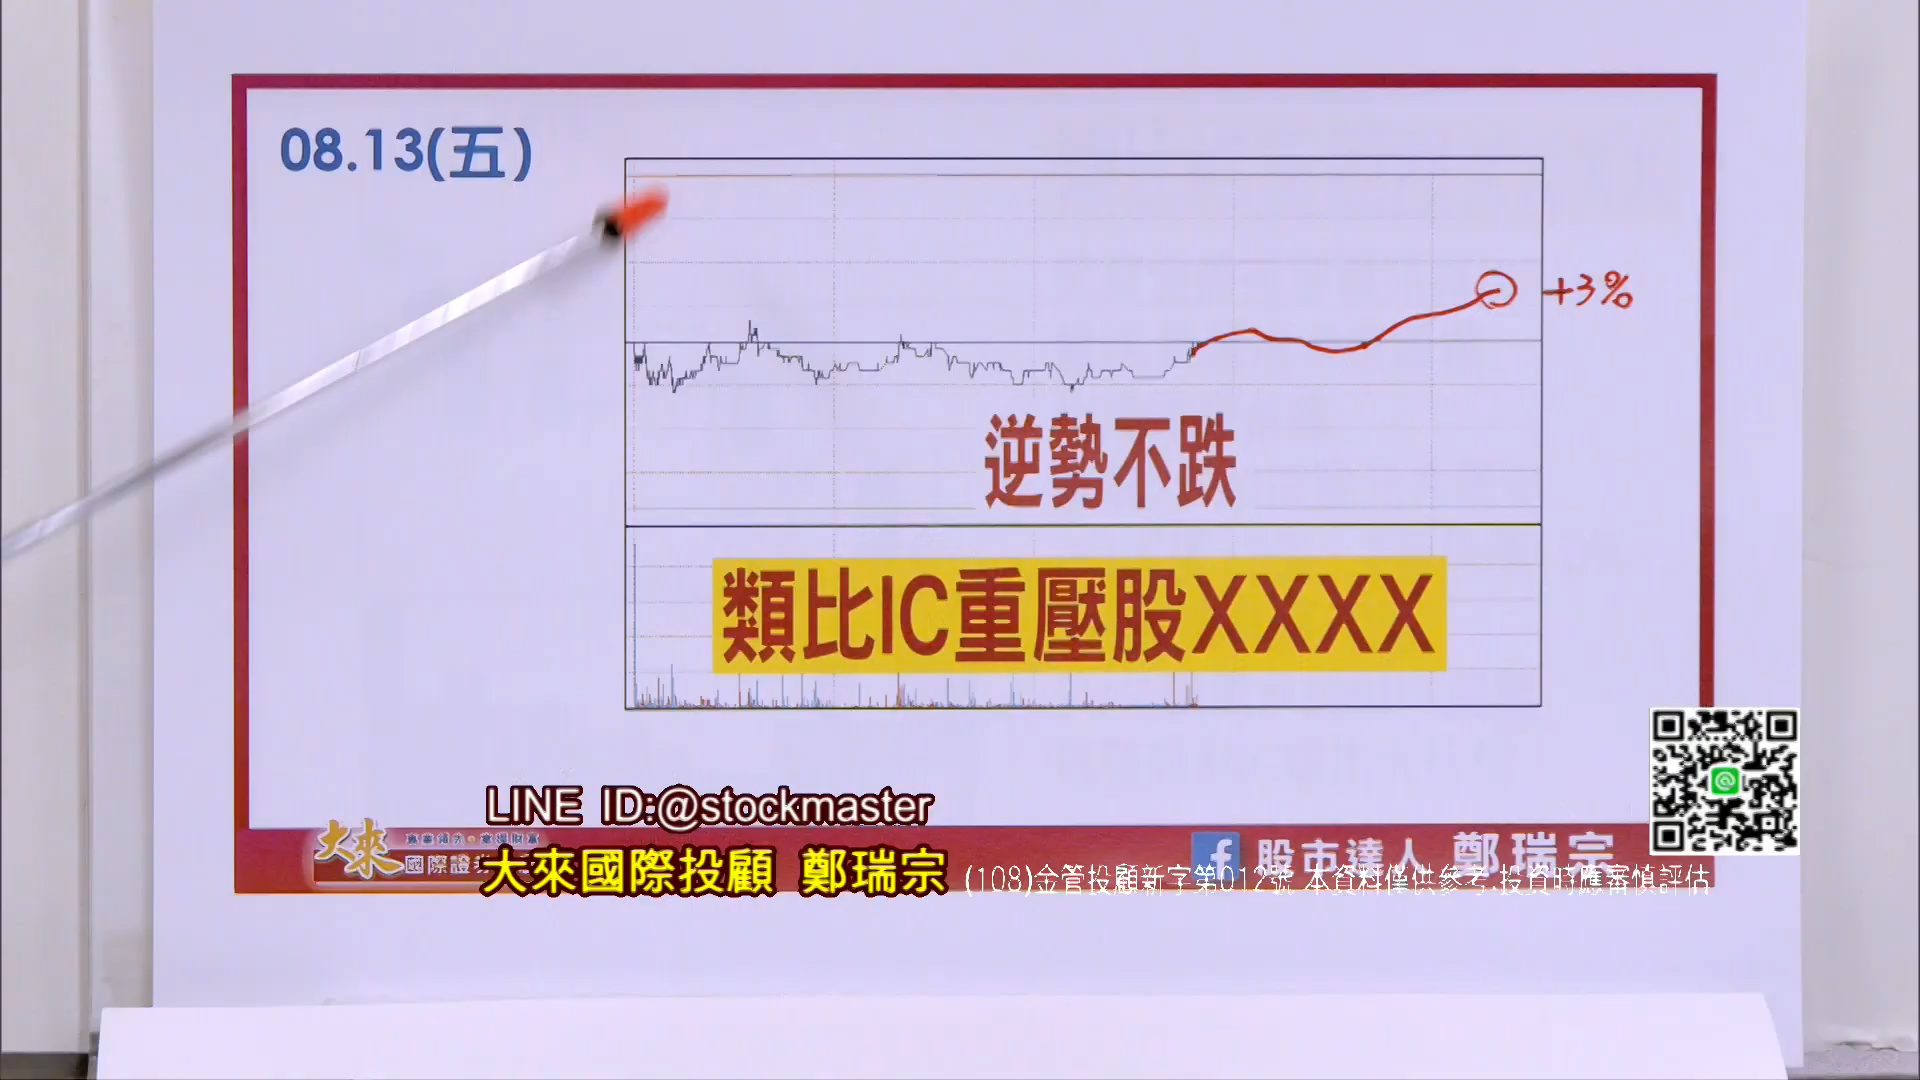 08.13(五)
+3%
逆勢不跌
類比IC重壓股XXXX
LINE ID:@stockmaster
大來
國際證
股市達人 鄭瑞宗
大來國際投顧 鄭瑞宗
(108)金管投顧新字第012號 本資料僅供參考,投資時應審慎評估